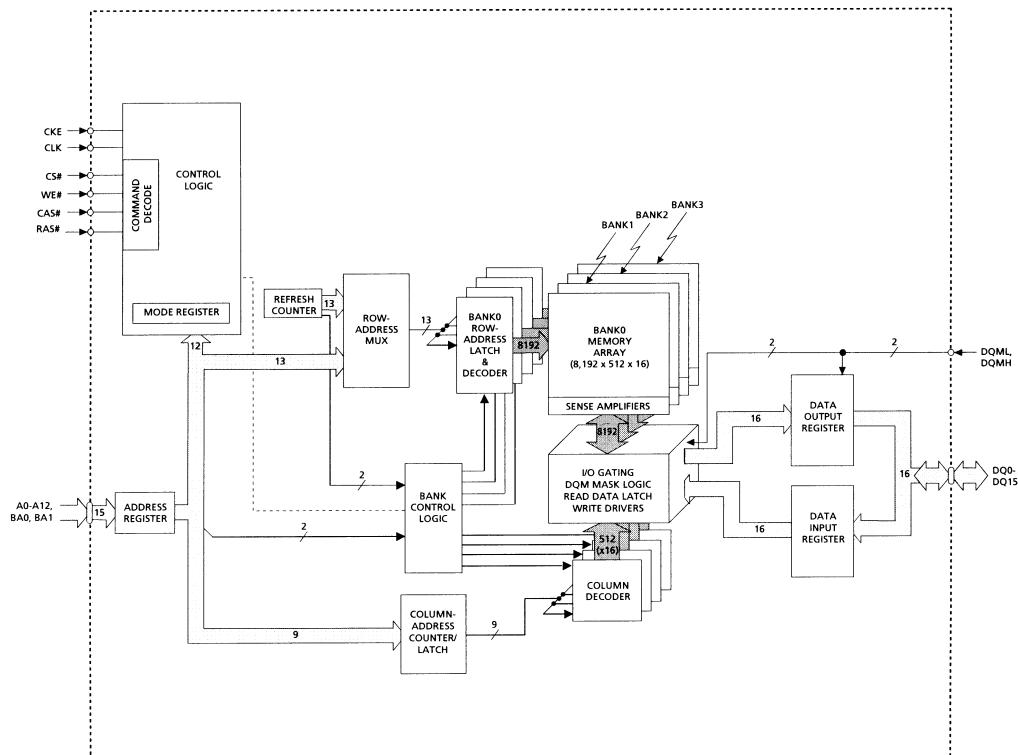 CKE
CLK
CS#
WE#
CAS#
RAS#
COMMAND
DECODE
CONTROL
LOGIC
MODE REGISTER
12
REFRESH
COUNTER
13
13
ROW-
ADDRESS
MUX
13
BANK0
ROW-
ADDRESS
LATCH
&
DECODER
8192
BANK1
BANK2
BANK3
BANK0
MEMORY
ARRAY
(8,192 x 512 x 16)
SENSE AMPLIFIERS
8192
I/O GATING
DQM MASK LOGIC
READ DATA LATCH
WRITE DRIVERS
512
(x16)
COLUMN
DECODER
2
2
DQML,
DQMH
16
DATA
OUTPUT
REGISTER
16
DQ0-
DQ15
16
DATA
INPUT
REGISTER
A0-A12,
BA0, BA1
15
ADDRESS
REGISTER
2
2
BANK
CONTROL
LOGIC
9
COLUMN-
ADDRESS
COUNTER/
LATCH
9